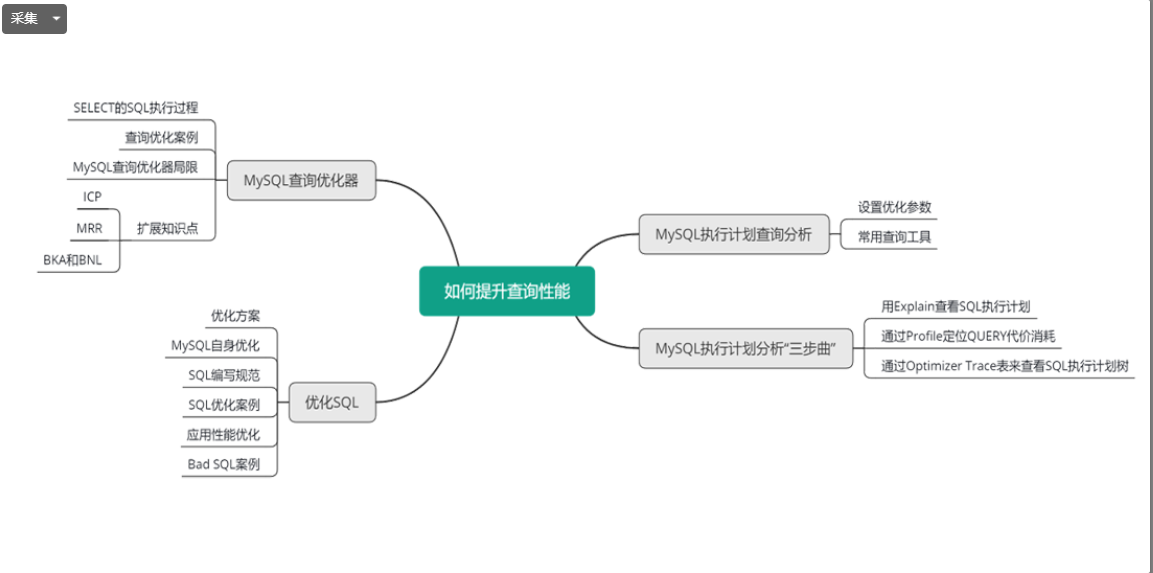 采集
SELECT的SQL执行过程
查询优化案例
MySQL查询优化器局限
ICP
MRR
BKA和BNL
扩展知识点
MySQL查询优化器
优化方案
MySQL自身优化
SQL编写规范
SQL优化案例
应用性能优化
Bad SQL案例
优化SQL
如何提升查询性能
MySQL执行计划查询分析
设置优化参数
常用查询工具
MySQL执行计划分析“三步曲”
用Explain查看SQL执行计划
通过Profile定位QUERY代价消耗
通过Optimizer Trace表来查看SQL执行计划树